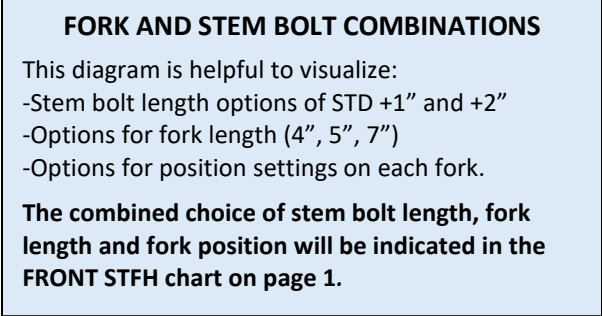 FORK AND STEM BOLT COMBINATIONS
This diagram is helpful to visualize:
-Stem bolt length options of STD +1” and +2”
-Options for fork length (4”, 5”, 7”)
-Options for position settings on each fork.
The combined choice of stem bolt length, fork
length and fork position will be indicated in the
FRONT STFH chart on page 1.